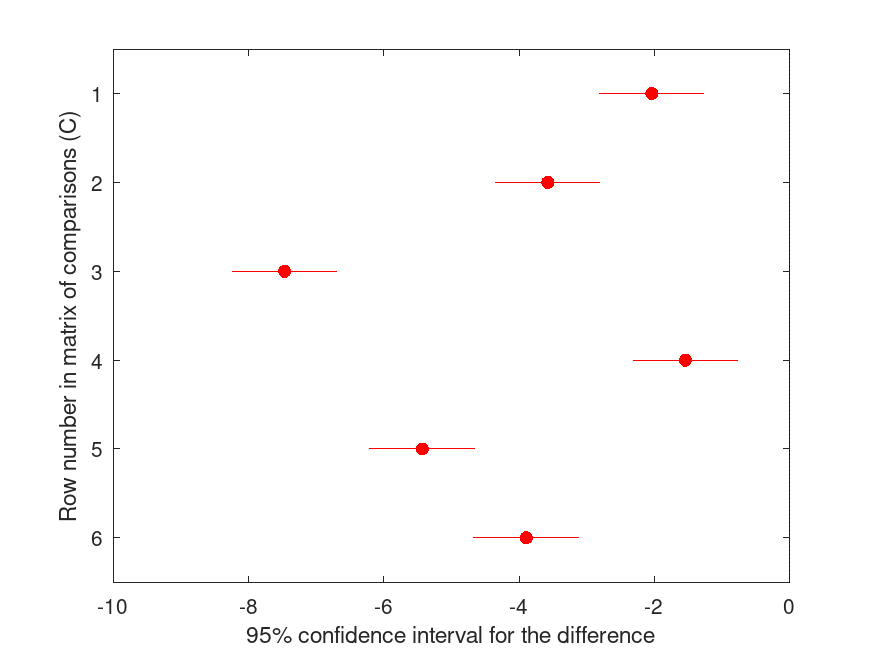 Row number in matrix of comparisons (C)
1
2
3
4
5
6
-10 -8 -6 -4 -2 0
95% confidence interval for the difference